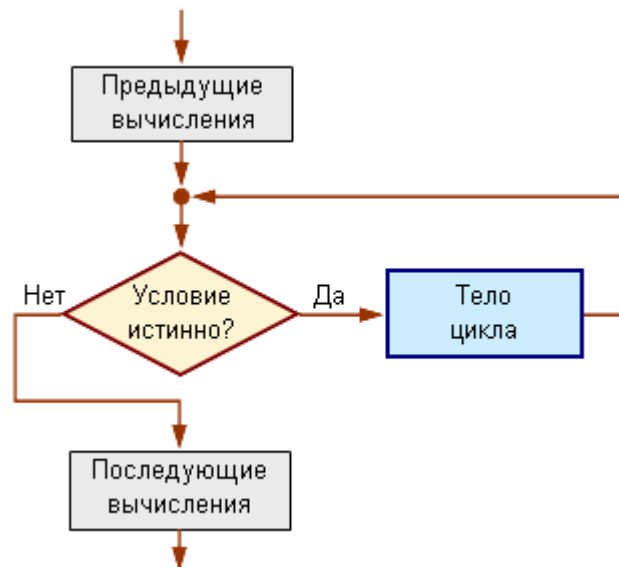 Предыдущие
вычисления
Нет
Условие
истинно?
Да
Тело
цикла
Последующие
вычисления